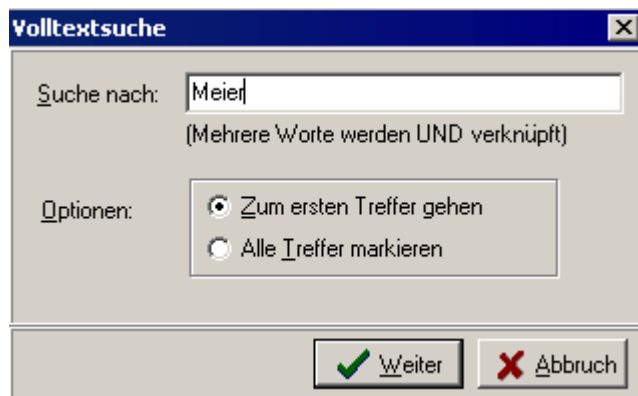 Volltextsuche
Suche nach: Meier
(Mehrere Worte werden UND verknüpft)
Optionen: Zum ersten Treffer gehen
Alle Treffer markieren
Weiter Abbruch